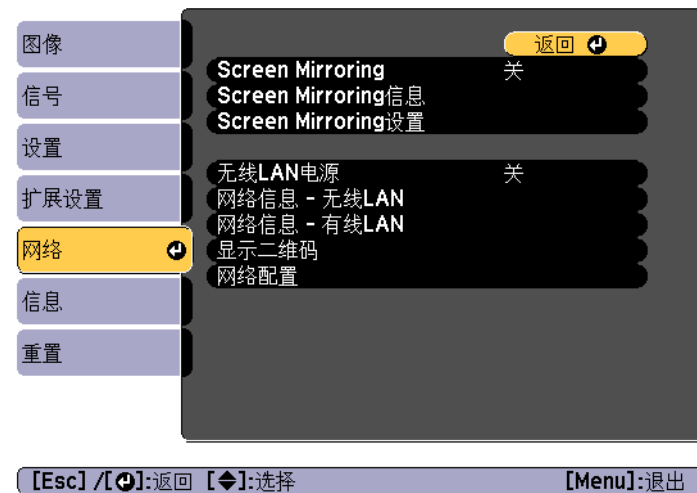 图像
信号
设置
扩展设置
网络
信息
重置
返回
Screen Mirroring 关
Screen Mirroring信息
Screen Mirroring设置
无线LAN电源 关
网络信息 - 无线LAN
网络信息 - 有线LAN
显示二维码
网络配置
[Esc] /[ ]:返回 [ ]:选择 [Menu]:退出